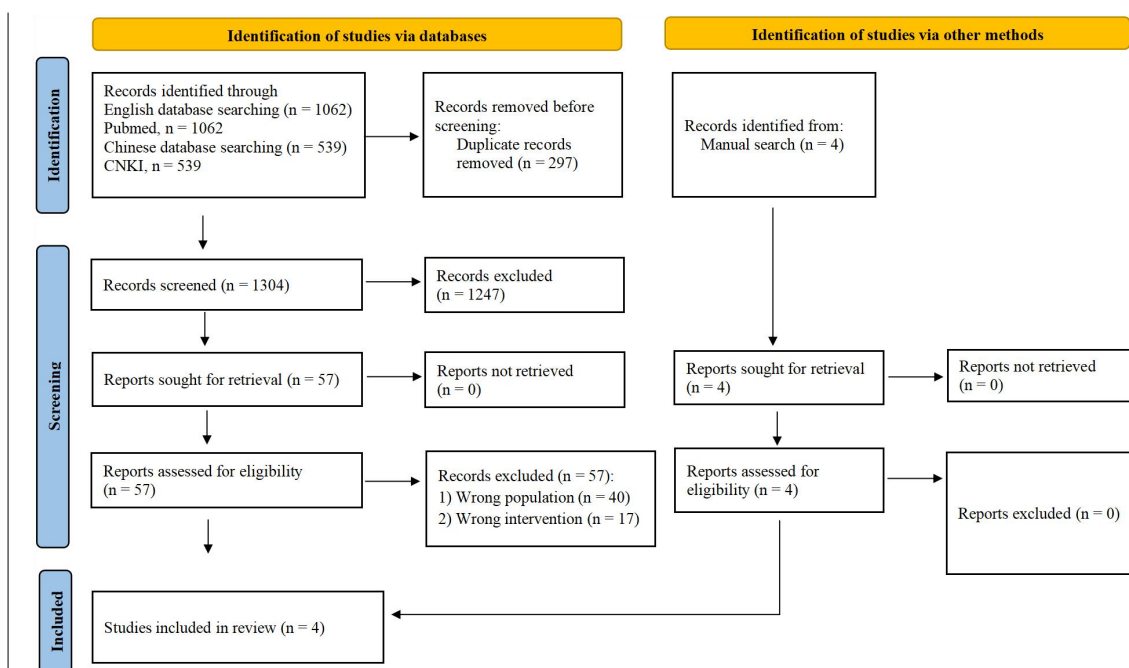 Identification of studies via databases
Identification of studies via other methods
Identification
Records identified through
English database searching (n = 1062)
Pubmed, n = 1062
Chinese database searching (n = 539)
CNKI, n = 539
Records removed before
screening:
Duplicate records
removed (n = 297)
Records identified from:
Manual search (n = 4)
Screening
Records screened (n = 1304)
Records excluded
(n = 1247)
Reports sought for retrieval (n = 57)
Reports not retrieved
(n = 0)
Reports sought for retrieval
(n = 4)
Reports not retrieved
(n = 0)
Reports assessed for eligibility
(n = 57)
Records excluded (n = 57):
1) Wrong population (n = 40)
2) Wrong intervention (n = 17)
Reports assessed for
eligibility (n = 4)
Reports excluded (n = 0)
Included
Studies included in review (n = 4)